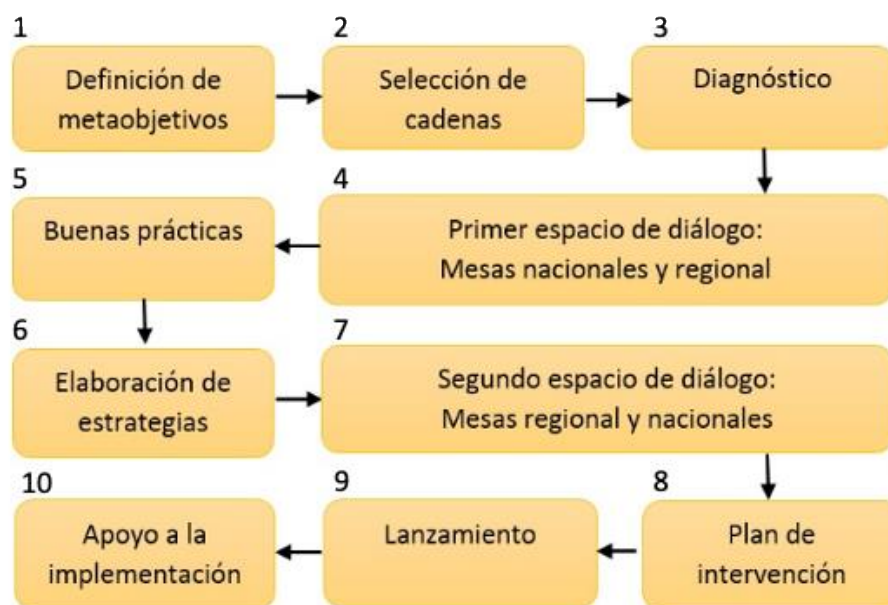 1
Definición de
metaobjetivos
2
Selección de
cadenas
3
Diagnóstico
4
Primer espacio de diálogo:
Mesas nacionales y regional
5
Buenas prácticas
6
Elaboración de
estrategias
7
Segundo espacio de diálogo:
Mesas regional y nacionales
8
Plan de
intervención
9
Lanzamiento
10
Apoyo a la
implementación